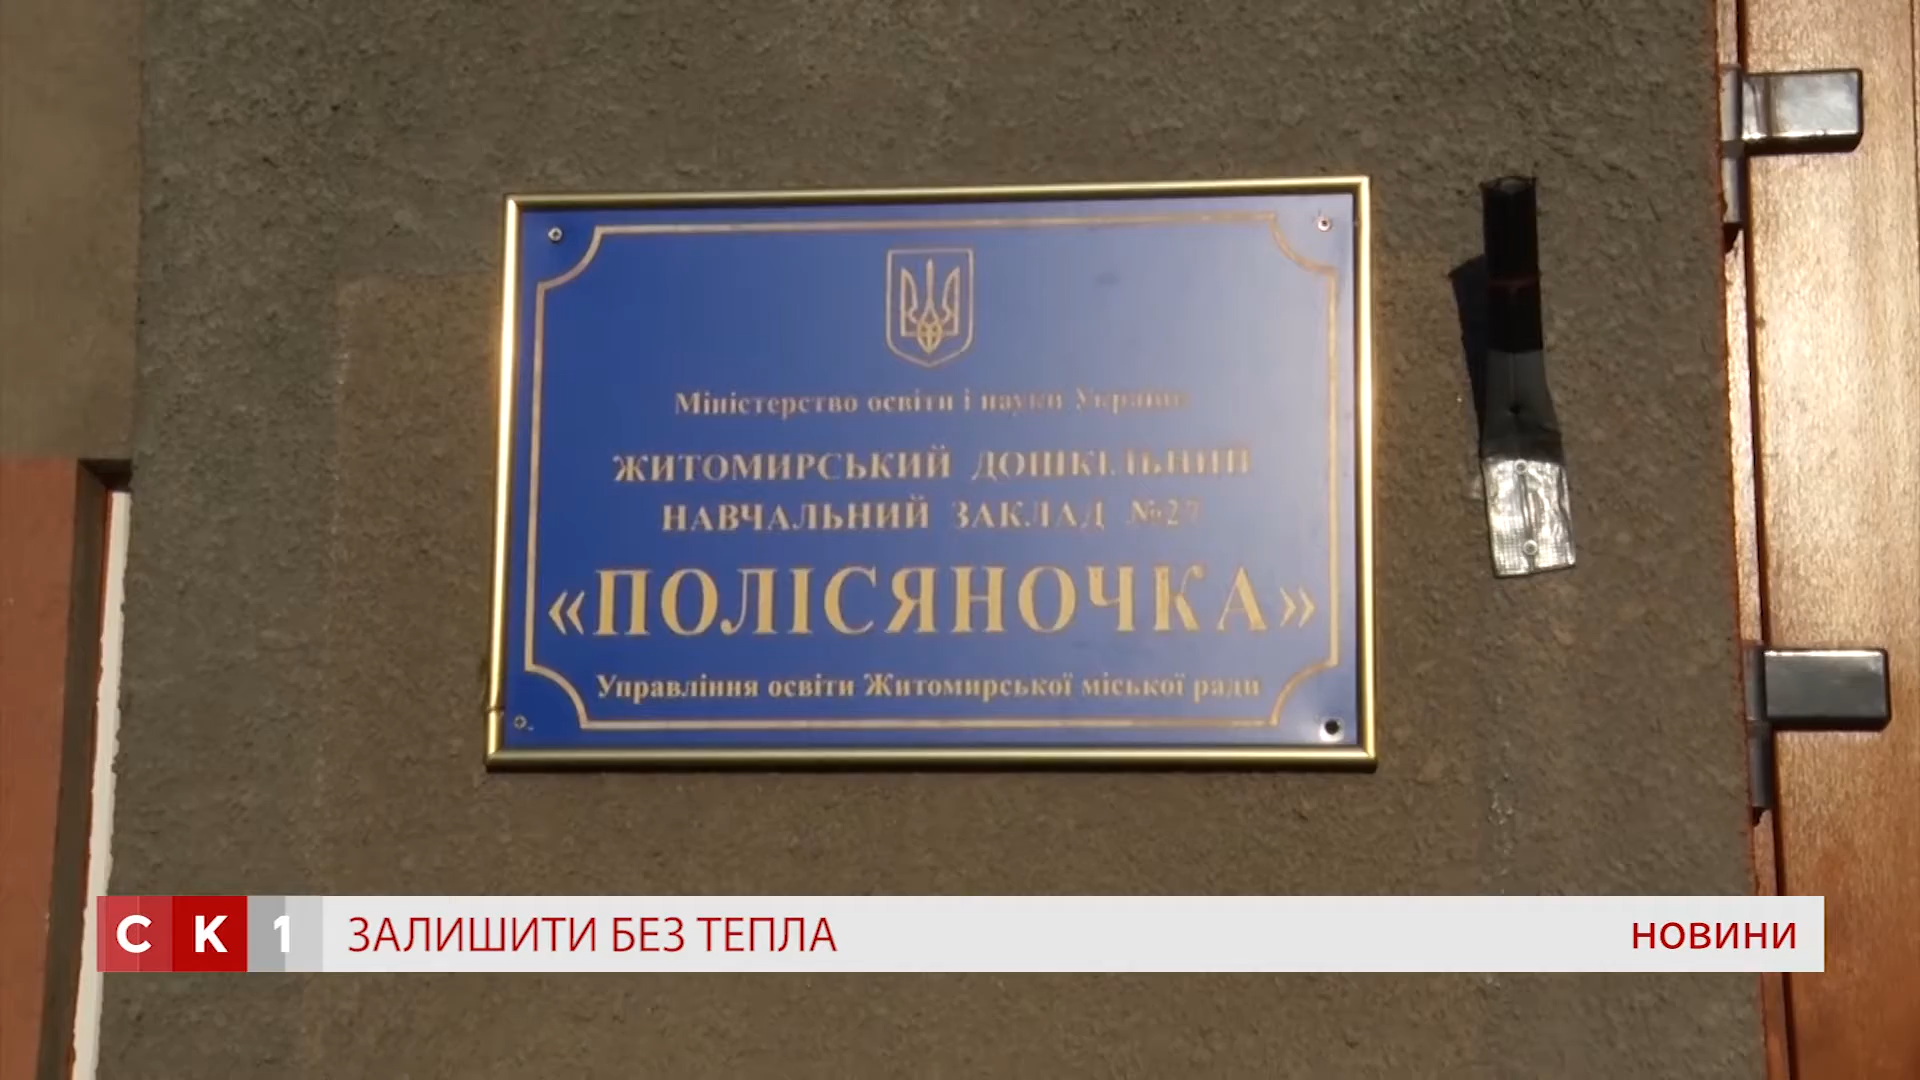 Міністерство освіти і науки України
ЖИТОМИРСЬКИЙ ДОШКІЛЬНИЙ
НАВЧАЛЬНИЙ ЗАКЛАД №27
«ПОЛІСЯНОЧКА»
Управління освіти Житомирської міської ради
СК1 ЗАЛИШИТИ БЕЗ ТЕПЛА НОВИНИ